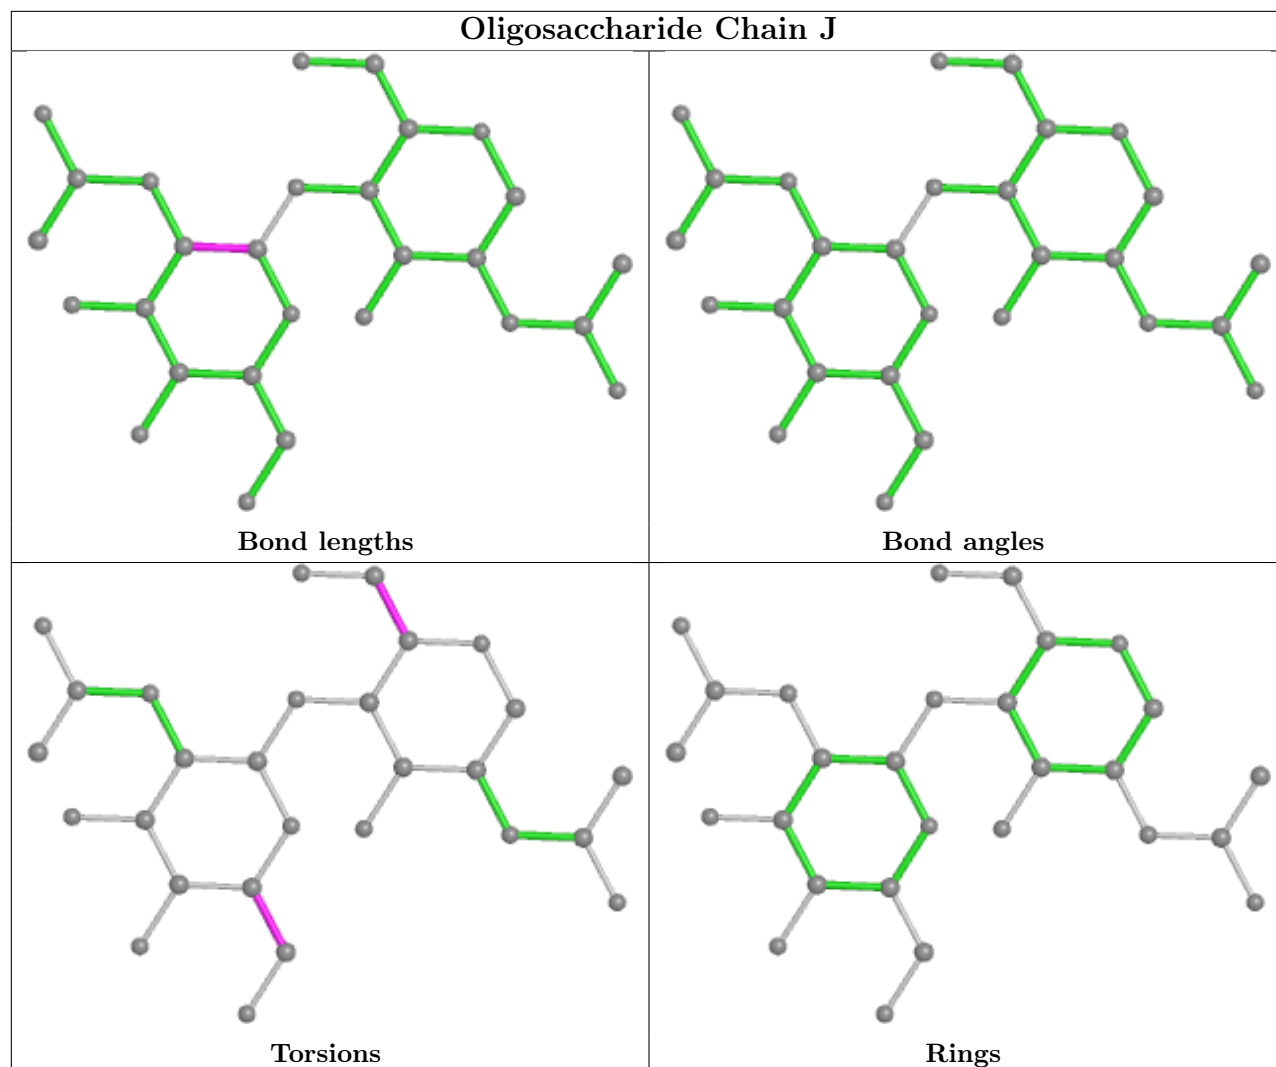 Oligosaccharide Chain J
Bond lengths
Bond angles
Torsions
Rings